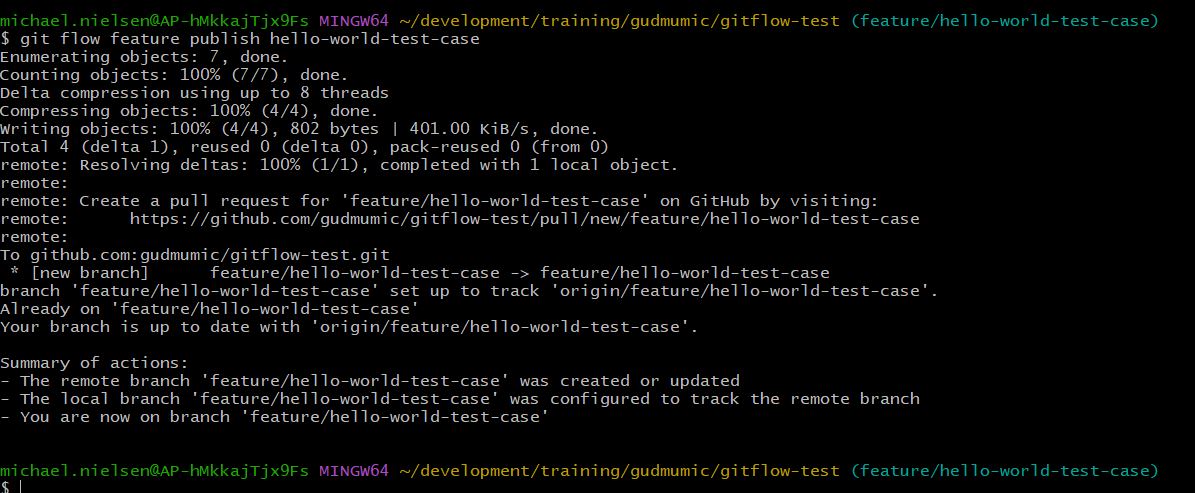 michael.nielsen@AP-hMkkajTjx9Fs MINGW64 ~/development/training/gudmumic/gitflow-test (feature/hello-world-test-case)
$ git flow feature publish hello-world-test-case
Enumerating objects: 7, done.
Counting objects: 100% (7/7), done.
Delta compression using up to 8 threads
Compressing objects: 100% (4/4), done.
Writing objects: 100% (4/4), 802 bytes | 401.00 KiB/s, done.
Total 4 (delta 1), reused 0 (delta 0), pack-reused 0 (from 0)
remote: Resolving deltas: 100% (1/1), completed with 1 local object.
remote:
remote: Create a pull request for 'feature/hello-world-test-case' on GitHub by visiting:
remote:      https://github.com/gudmumic/gitflow-test/pull/new/feature/hello-world-test-case
remote:
To github.com:gudmumic/gitflow-test.git
 * [new branch]      feature/hello-world-test-case -> feature/hello-world-test-case
branch 'feature/hello-world-test-case' set up to track 'origin/feature/hello-world-test-case'.
Already on 'feature/hello-world-test-case'
Your branch is up to date with 'origin/feature/hello-world-test-case'.

Summary of actions:
- The remote branch 'feature/hello-world-test-case' was created or updated
- The local branch 'feature/hello-world-test-case' was configured to track the remote branch
- You are now on branch 'feature/hello-world-test-case'

michael.nielsen@AP-hMkkajTjx9Fs MINGW64 ~/development/training/gudmumic/gitflow-test (feature/hello-world-test-case)
$